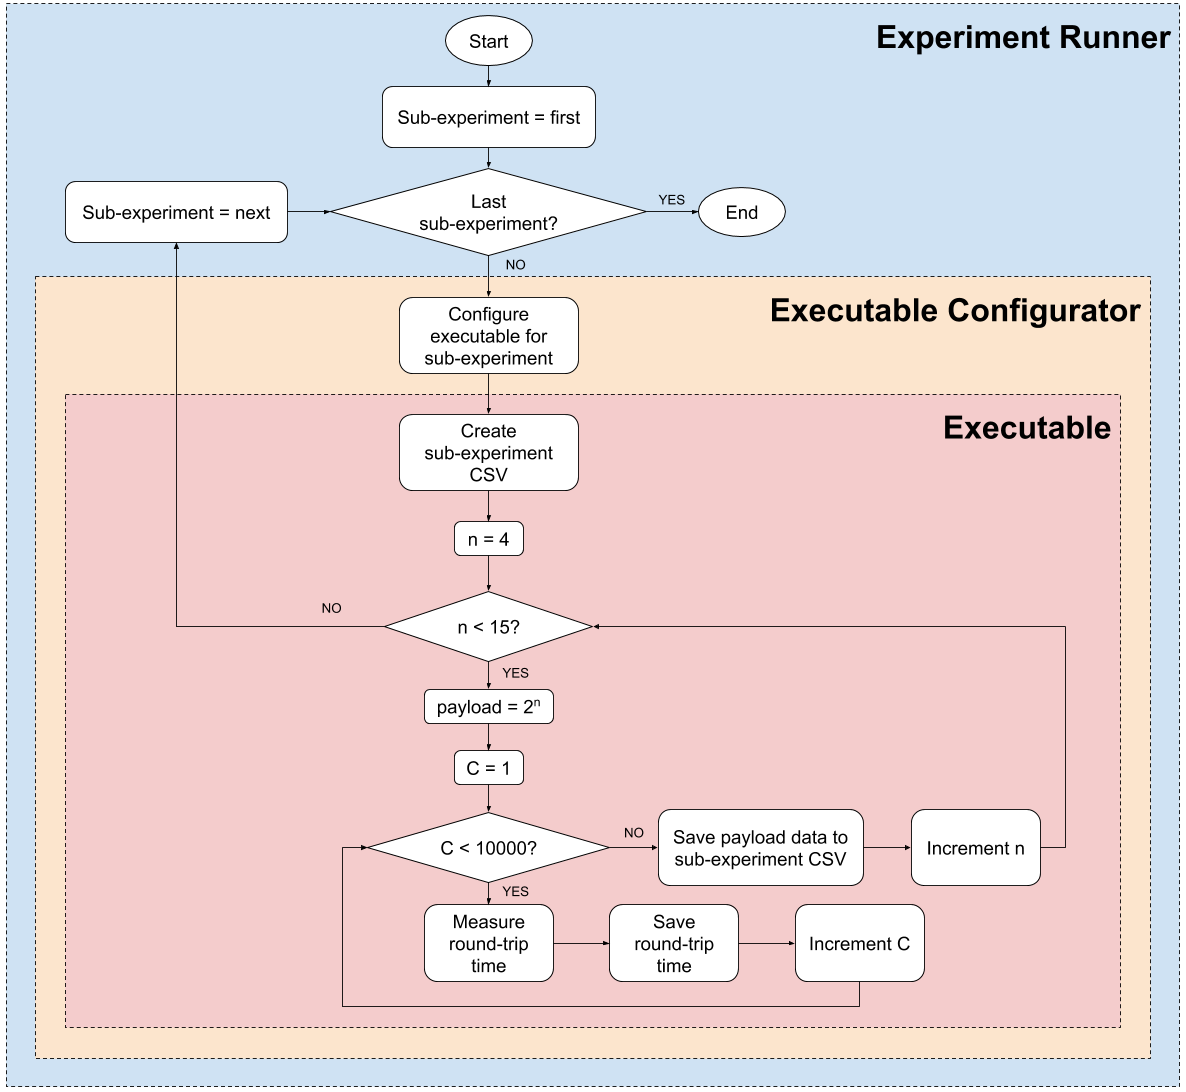 Experiment Runner
Start
Sub-experiment = first
Sub-experiment = next
Last
sub-experiment?
YES
End
NO
Executable Configurator
Configure
executable for
sub-experiment
Executable
Create
sub-experiment
CSV
n = 4
NO
n < 15?
YES
payload = 2ⁿ
C = 1
C < 10000?
NO
Save payload data to
sub-experiment CSV
Increment n
YES
Measure
round-trip
time
Save
round-trip
time
Increment C